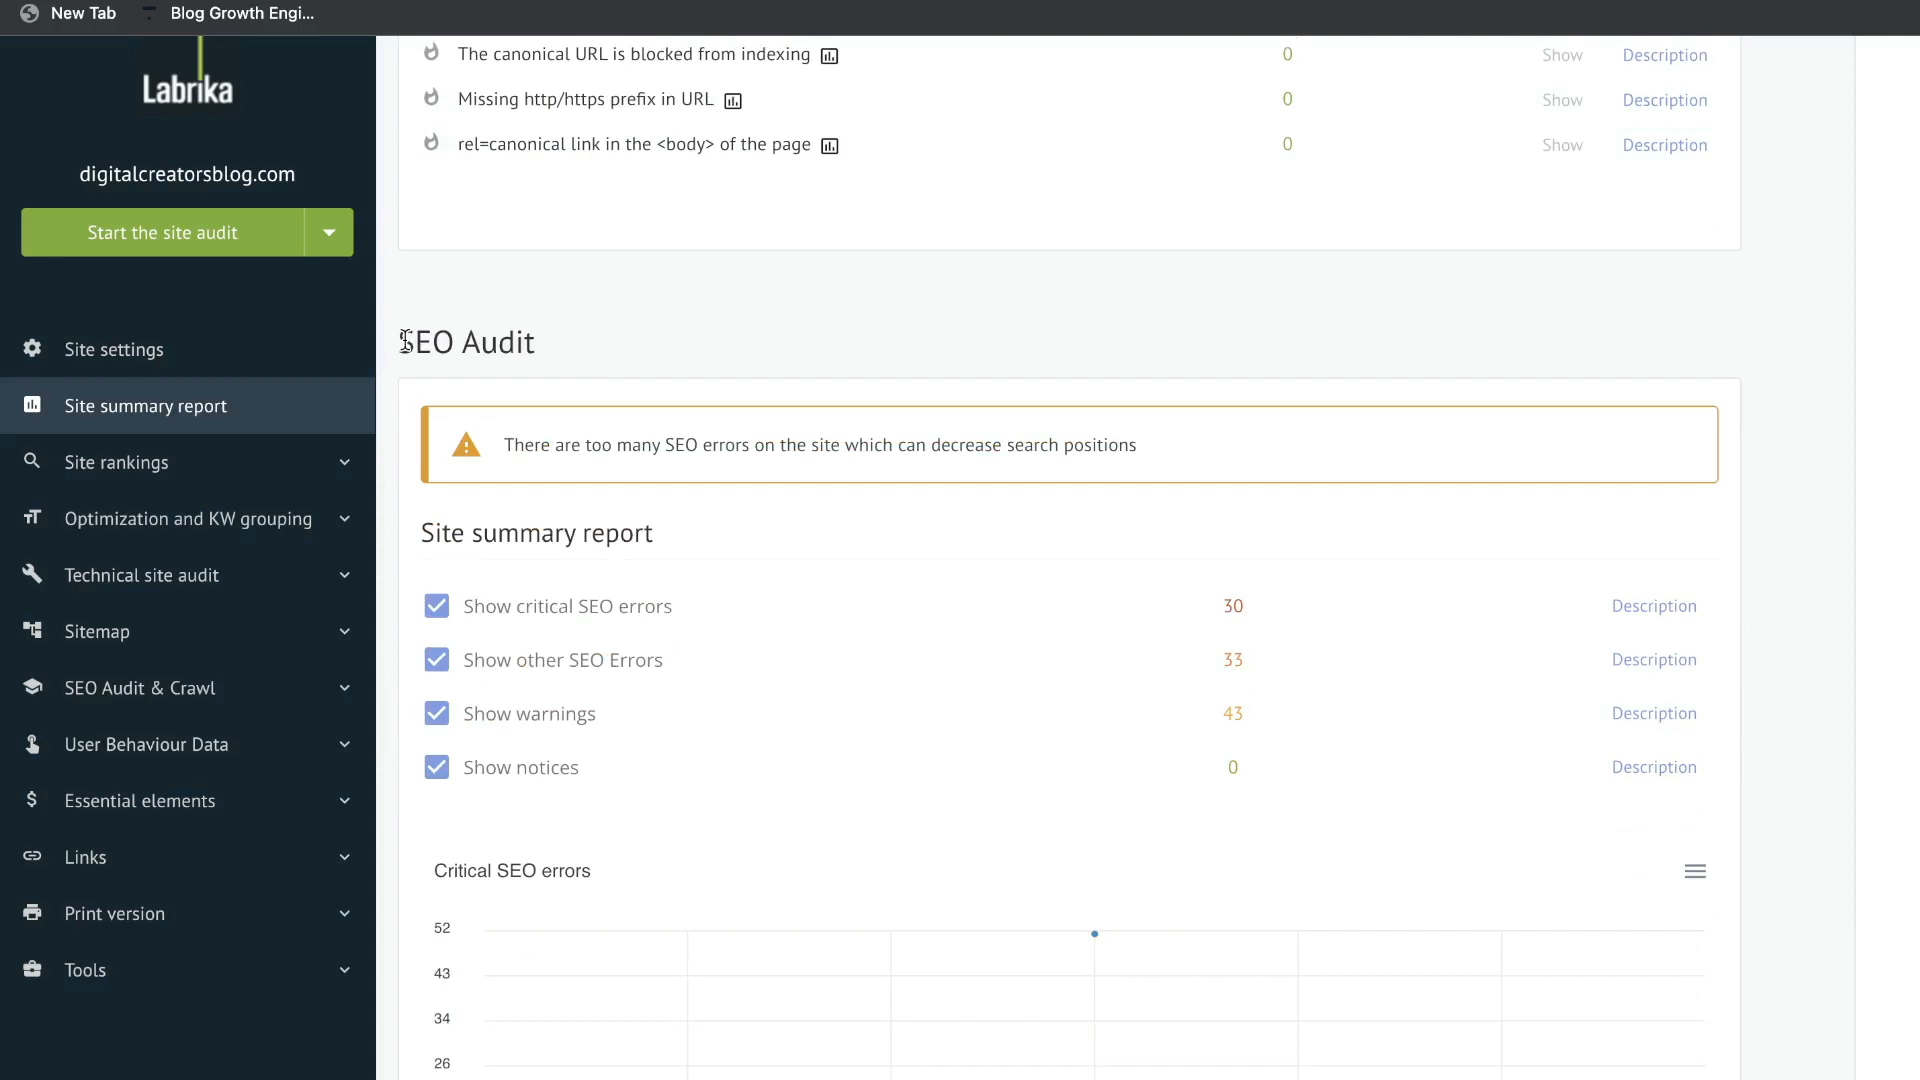 New Tab
Blog Growth Engi...
Labrika
digitalcreatorsblog.com
Start the site audit
Site settings
Site summary report
Site rankings
Optimization and KW grouping
Technical site audit
Sitemap
SEO Audit & Crawl
User Behaviour Data
Essential elements
Links
Print version
Tools
The canonical URL is blocked from indexing 0 Show Description
Missing http/https prefix in URL 0 Show Description
rel=canonical link in the <body> of the page 0 Show Description
SEO Audit
There are too many SEO errors on the site which can decrease search positions
Site summary report
Show critical SEO errors 30 Description
Show other SEO Errors 33 Description
Show warnings 43 Description
Show notices 0 Description
Critical SEO errors
52
43
34
26